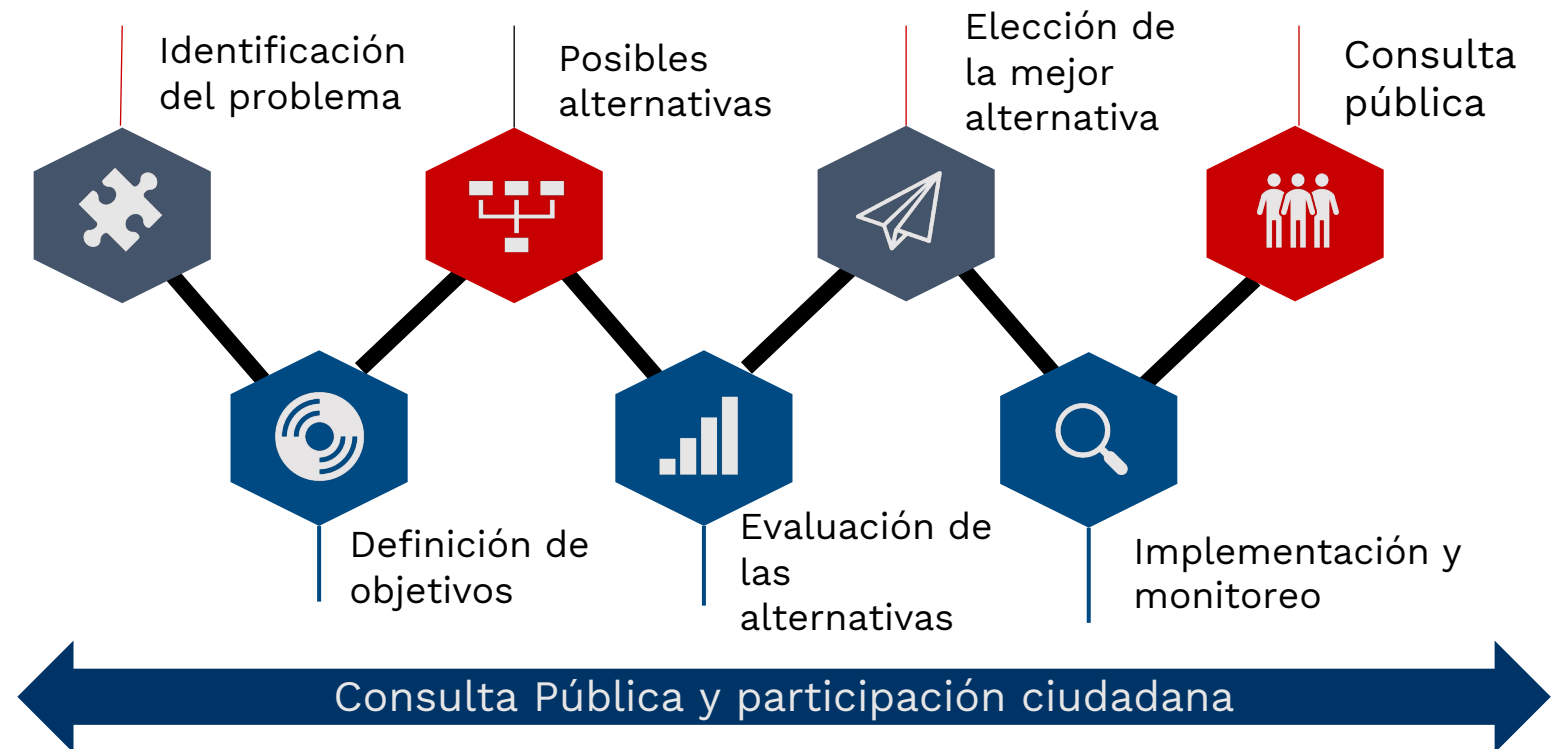 Identificación
del problema
Posibles
alternativas
Elección de
la mejor
alternativa
Consulta
pública
Definición de
objetivos
Evaluación de
las
alternativas
Implementación y
monitoreo
Consulta Pública y participación ciudadana